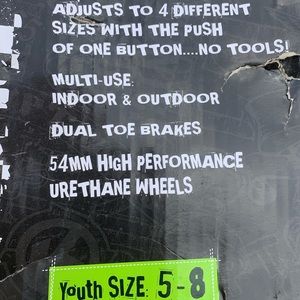 ADJUSTS TO 4 DIFFERENT
SIZES WITH THE PUSH
OF ONE BUTTON....NO TOOLS!
MULTI-USE:
INDOOR & OUTDOOR
DUAL TOE BRAKES
54MM HIGH PERFORMANCE
URETHANE WHEELS
Youth SIZE: 5-8